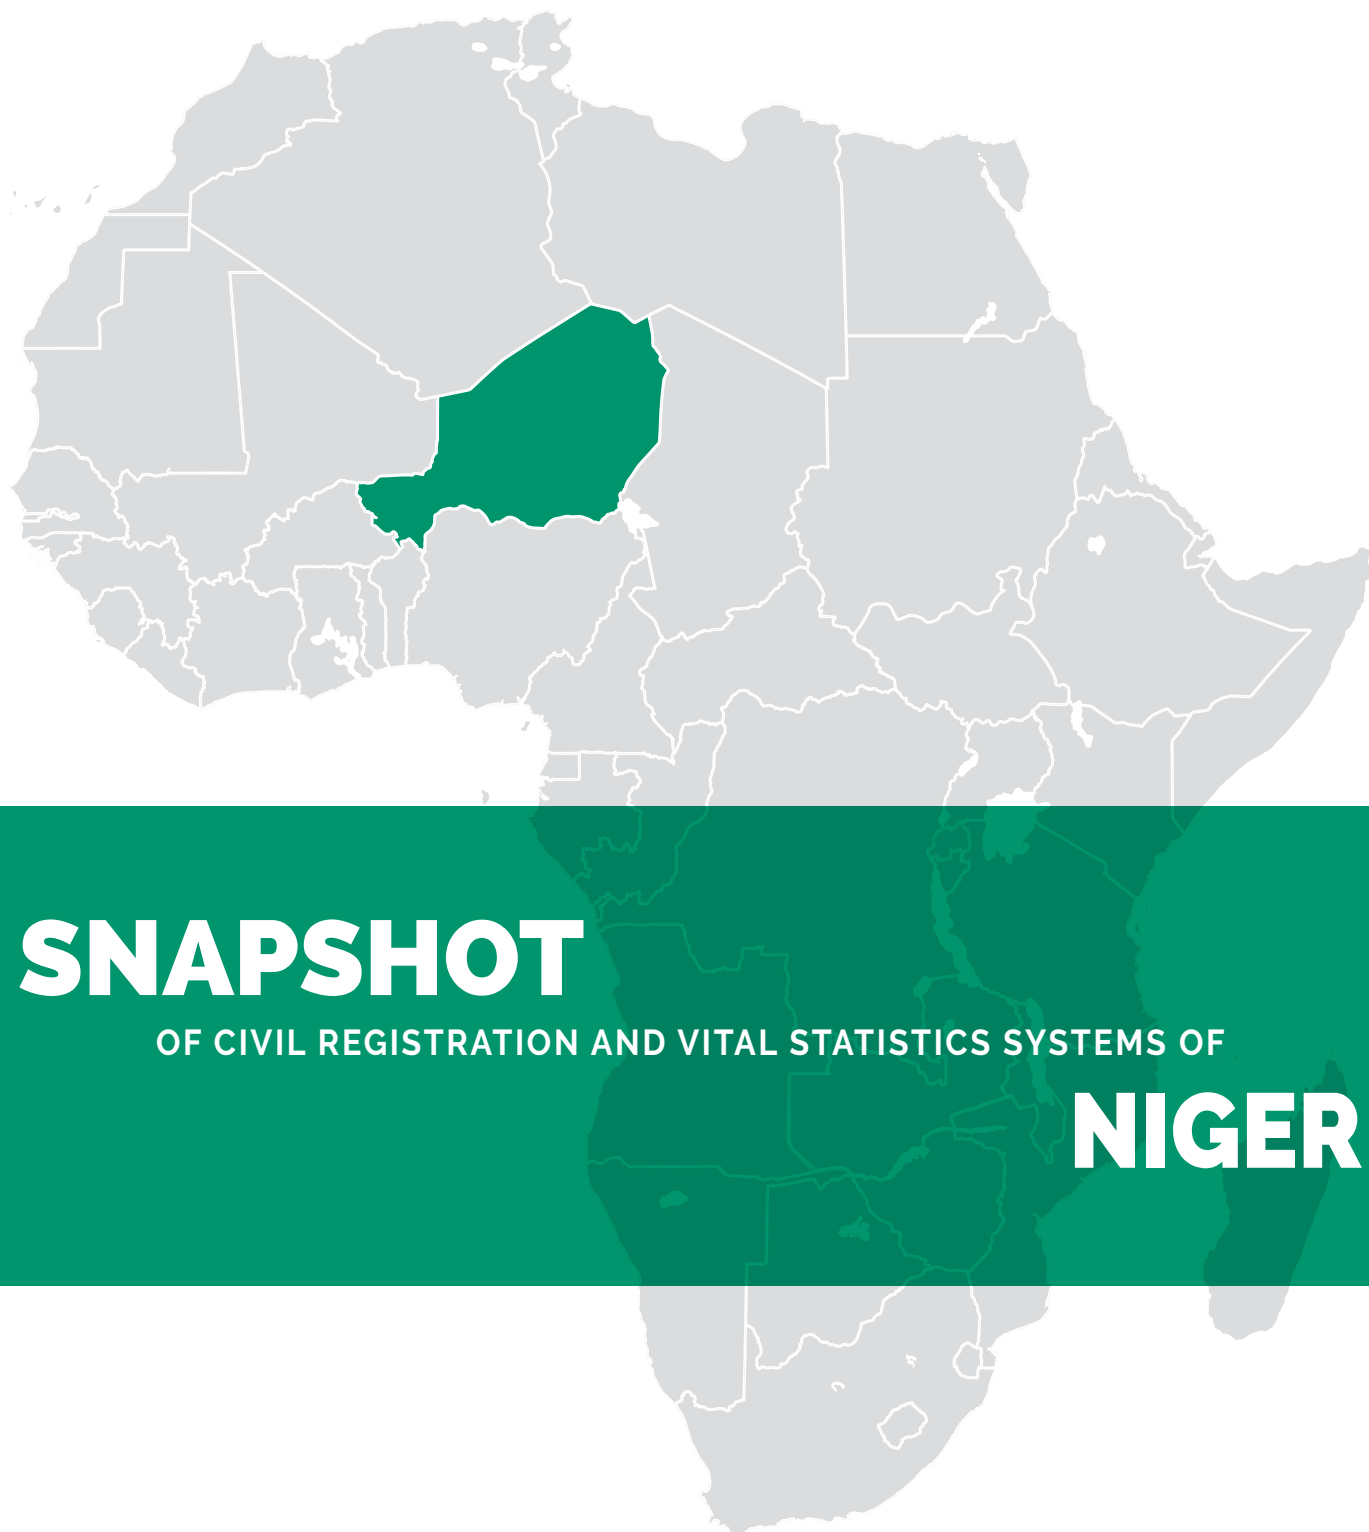 SNAPSHOT
OF CIVIL REGISTRATION AND VITAL STATISTICS SYSTEMS OF
NIGER